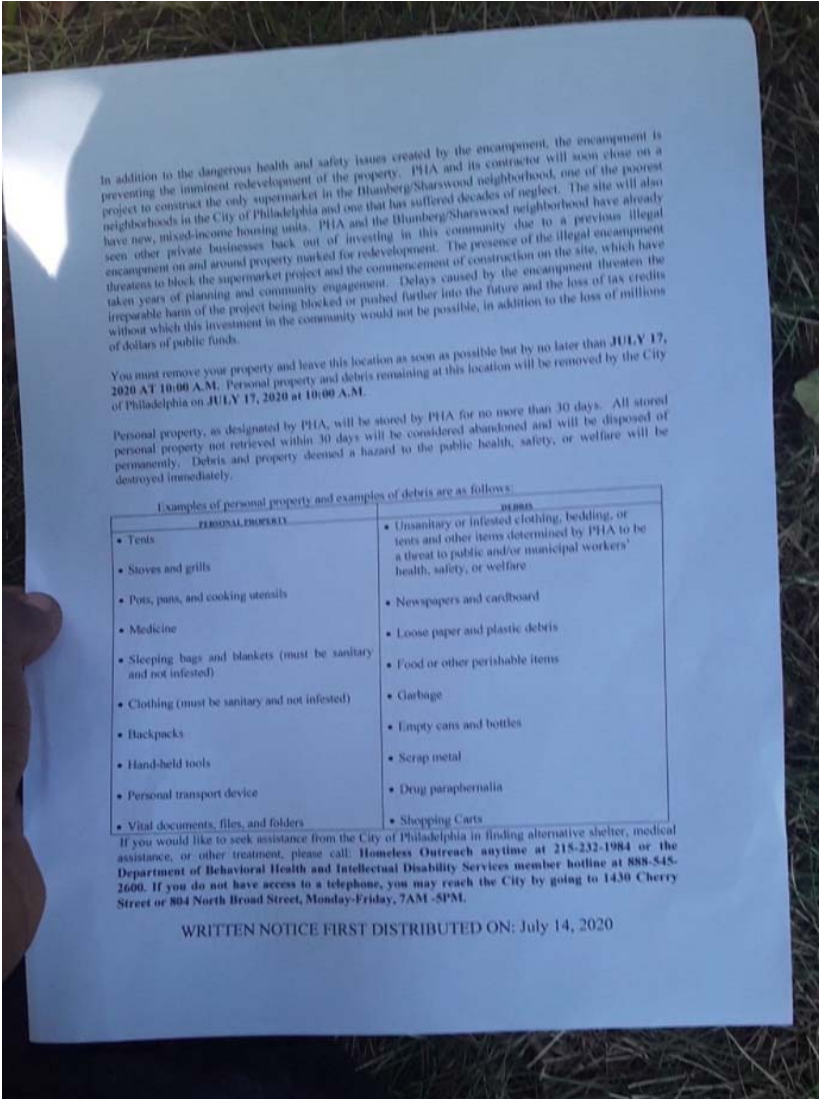 In addition to the dangerous health and safety issues created by the encampment, the encampment is
preventing the imminent redevelopment of the property. PHA and its contractor will soon close on a
project to construct the only supermarket in the Blumberg/Sharswood neighborhood, one of the poorest
neighborhoods in the City of Philadelphia and one that has suffered decades of neglect. The site will also
have new, mixed-income housing units. PHA and the Blumberg/Sharswood neighborhood have already
seen other private businesses back out of investing in this community due to a previous illegal
encampment on and around property marked for redevelopment. The presence of the illegal encampment
threatens to block the supermarket project and the commencement of construction on the site, which have
taken years of planning and community engagement. Delays caused by the encampment threaten the
irreparable harm of the project being blocked or pushed further into the future and the loss of tax credits
without which this investment in the community would not be possible, in addition to the loss of millions
of dollars of public funds.
You must remove your property and leave this location as soon as possible but by no later than JULY 17,
2020 AT 10:00 A.M. Personal property and debris remaining at this location will be removed by the City
of Philadelphia on JULY 17, 2020 at 10:00 A.M.
Personal property, as designated by PHA, will be stored by PHA for no more than 30 days. All stored
personal property not retrieved within 30 days will be considered abandoned and will be disposed of
permanently. Debris and property deemed a hazard to the public health, safety, or welfare will be
destroyed immediately.
Examples of personal property and examples of debris are as follows:
PERSONAL PROPERTY
• Tents
• Stoves and grills
• Pots, pans, and cooking utensils
• Medicine
• Sleeping bags and blankets (must be sanitary
and not infested)
• Clothing (must be sanitary and not infested)
• Backpacks
• Hand-held tools
• Personal transport device
• Vital documents, files, and folders
DEBRIS
• Unsanitary or infested clothing, bedding, or
tents and other items determined by PHA to be
a threat to public and/or municipal workers'
health, safety, or welfare
• Newspapers and cardboard
• Loose paper and plastic debris
• Food or other perishable items
• Garbage
• Empty cans and bottles
• Scrap metal
• Drug paraphernalia
• Shopping Carts
If you would like to seek assistance from the City of Philadelphia in finding alternative shelter, medical
assistance, or other treatment, please call: Homeless Outreach anytime at 215-232-1984 or the
Department of Behavioral Health and Intellectual Disability Services member hotline at 888-545-
2600. If you do not have access to a telephone, you may reach the City by going to 1430 Cherry
Street or 804 North Broad Street, Monday-Friday, 7AM -5PM.
WRITTEN NOTICE FIRST DISTRIBUTED ON: July 14, 2020